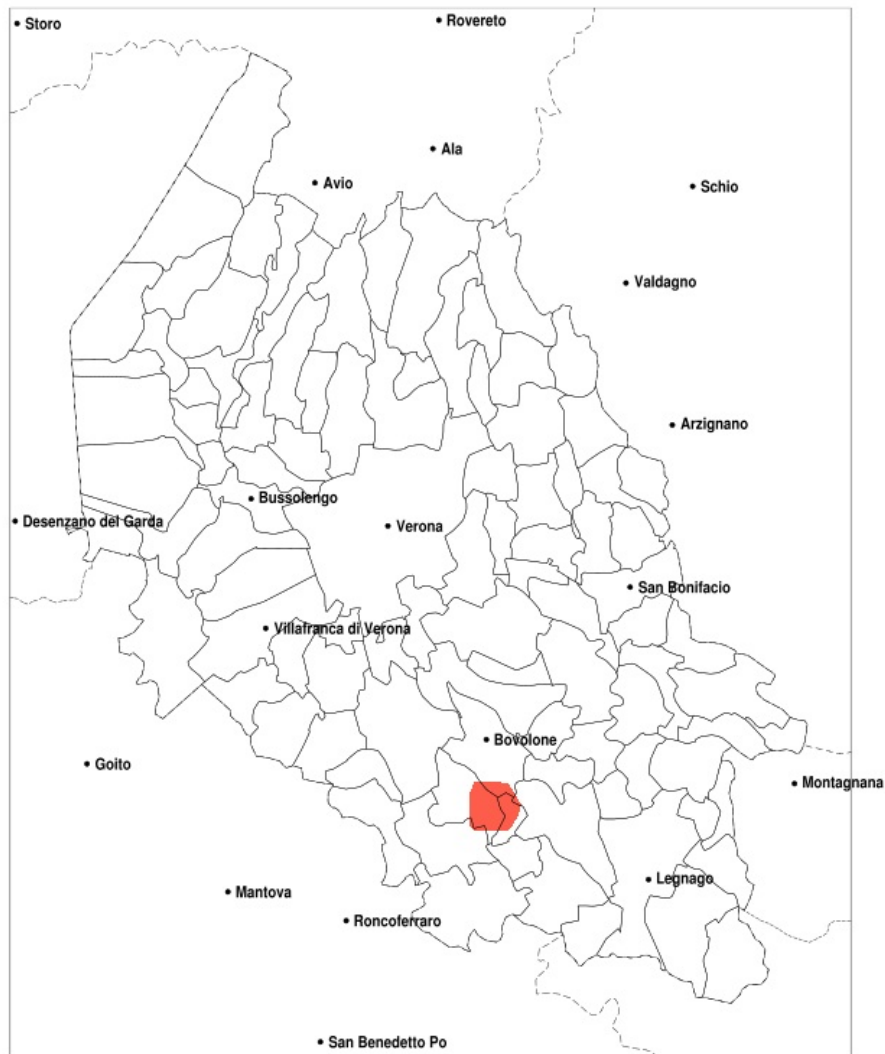 Storo
Rovereto
Ala
Avio
Schio
Valdagno
Arzignano
Bussolengo
Desenzano del Garda
Verona
San Bonifacio
Villafranca di Verona
Bovolone
Goito
Montagnana
Legnago
Mantova
Roncoferraro
San Benedetto Po